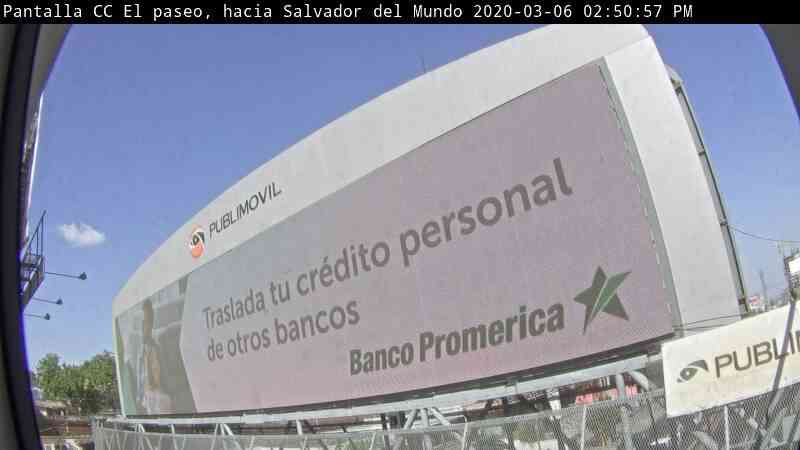 Pantalla CC El paseo, hacia Salvador del Mundo 2020-03-06 02:50:57 PM
PUBLIMOVIL
Traslada tu crédito personal
de otros bancos
Banco Promerica
PUBLI